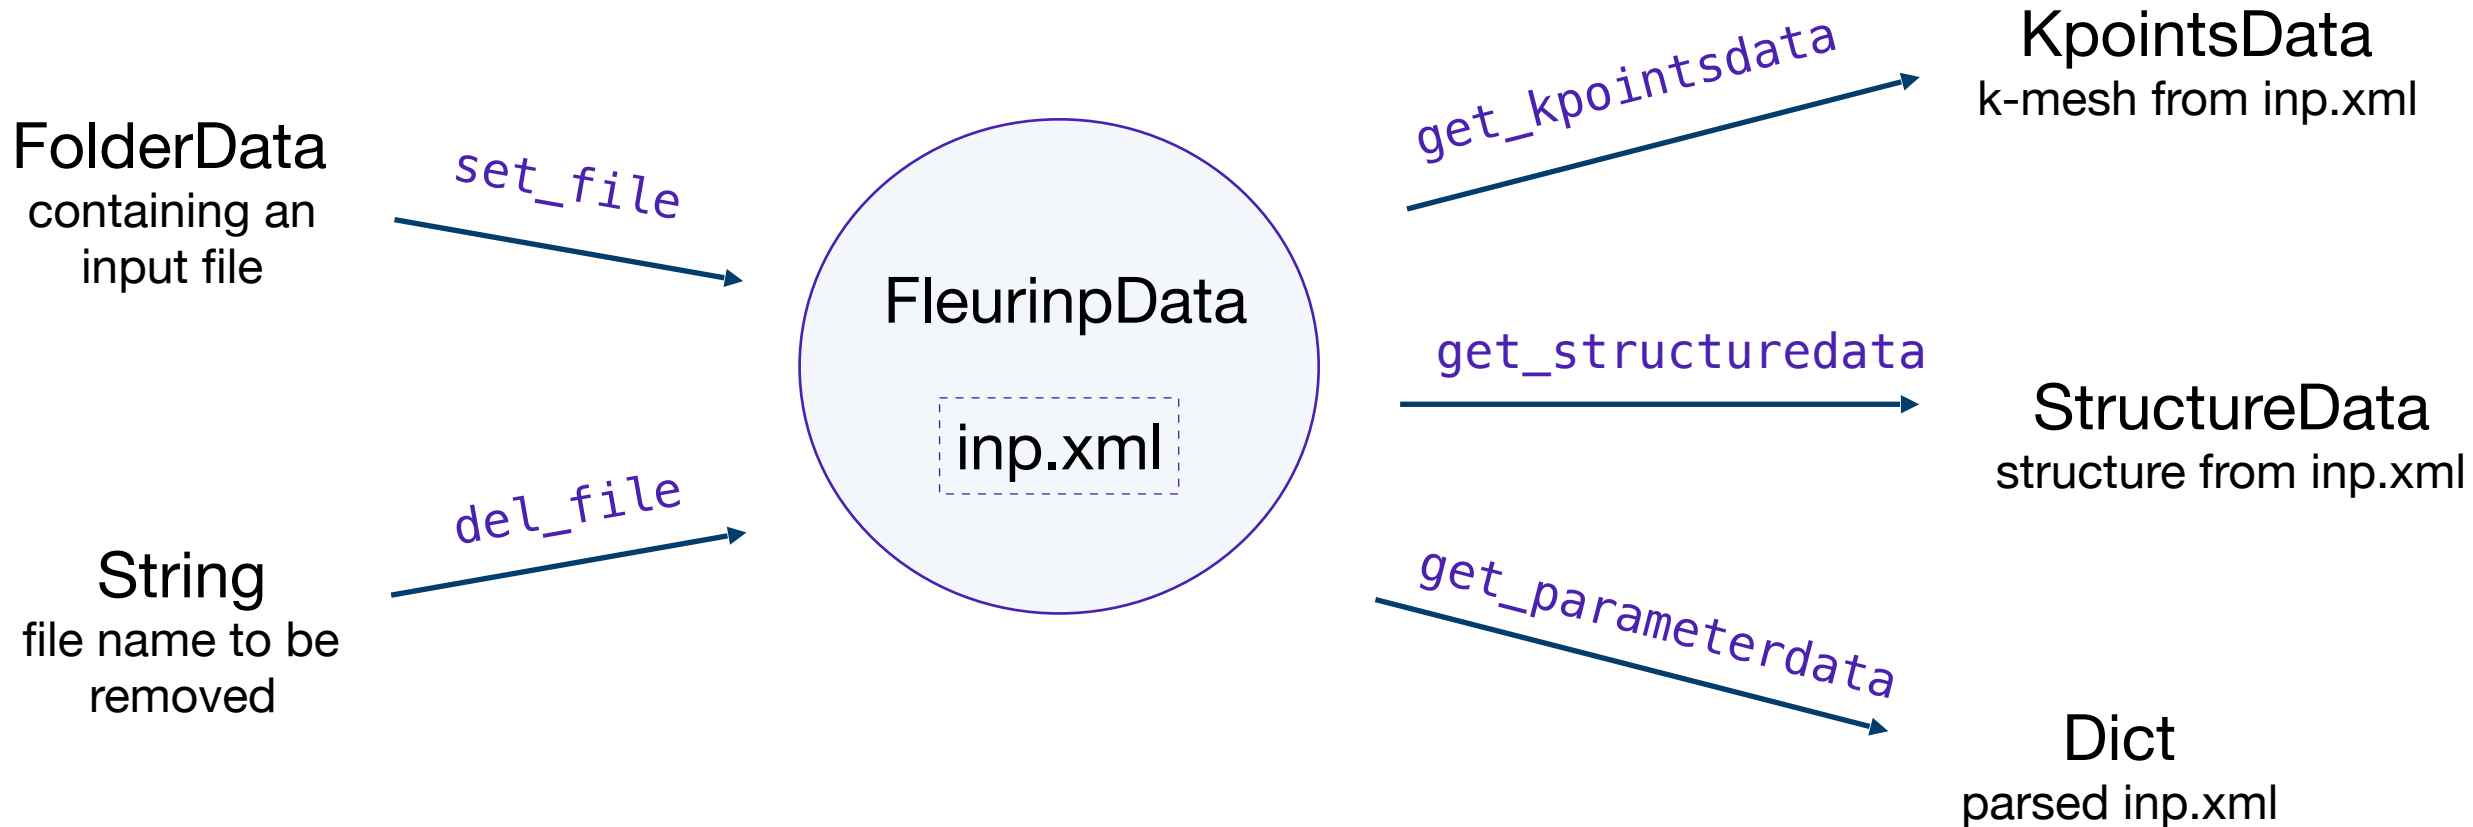 FolderData
containing an
input file
set_file
String
file name to be
removed
del_file
FleurinpData
inp.xml
get_kpointsdata
KpointsData
k-mesh from inp.xml
get_structuredata
StructureData
structure from inp.xml
get_parameterdata
Dict
parsed inp.xml